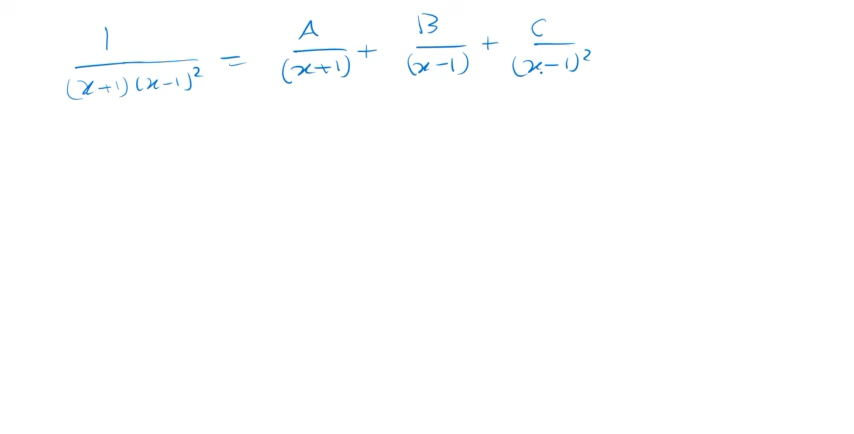 1/((x+1)(x-1)²) = A/(x+1) + B/(x-1) + C/(x-1)²